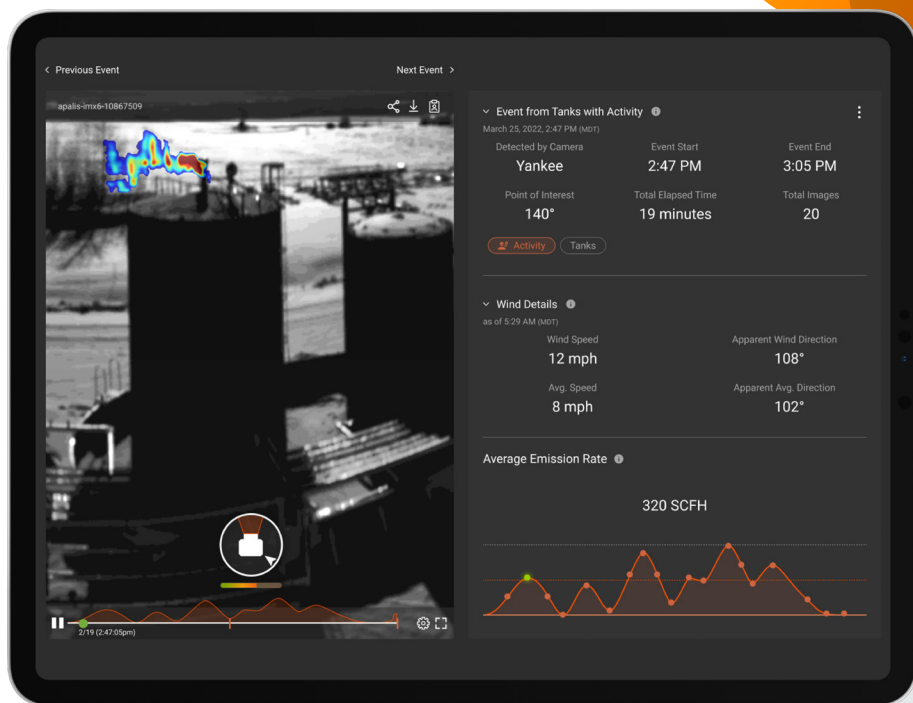 Previous Event
Next Event
apalis-imx6-10867509
Event from Tanks with Activity
March 25, 2022, 2:47 PM (MDT)
Detected by Camera Event Start Event End
Yankee 2:47 PM 3:05 PM
Point of Interest Total Elapsed Time Total Images
140° 19 minutes 20
Activity Tanks
Wind Details
as of 5:29 AM (MDT)
Wind Speed Apparent Wind Direction
12 mph 108°
Avg. Speed Apparent Avg. Direction
8 mph 102°
Average Emission Rate
320 SCFH
2/19 (2:47:05pm)